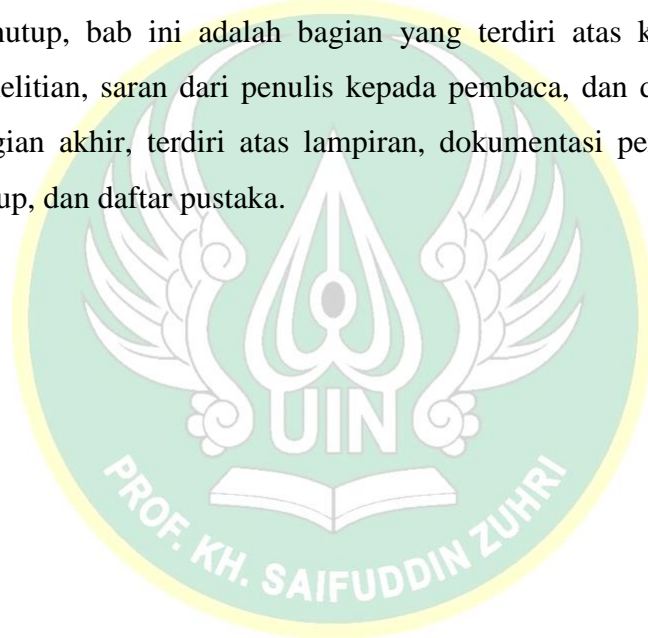 nutup, bab ini adalah bagian yang terdiri atas k
elitian, saran dari penulis kepada pembaca, dan d
gian akhir, terdiri atas lampiran, dokumentasi pe
up, dan daftar pustaka.
UIN
PROF. KH. SAIFUDDIN ZUHRI